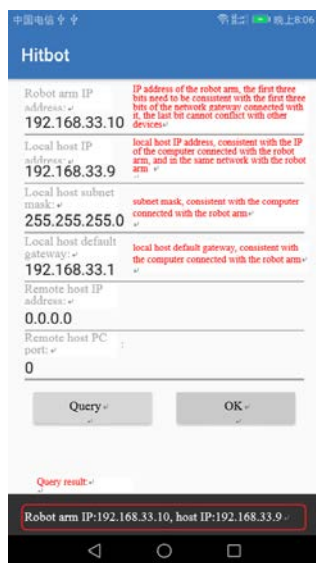 中国电信
晚上8:06
Hitbot
Robot arm IP
address:
192.168.33.10
IP address of the robot arm, the first three
bits need to be consistent with the first three
bits of the network gateway connected with
it, the last bit cannot conflict with other
devices
Local host IP
address:
192.168.33.9
local host IP address, consistent with the IP
of the computer connected with the robot
arm, and in the same network with the robot
arm
Local host subnet
mask:
255.255.255.0
subnet mask, consistent with the computer
connected with the robot arm
Local host default
gateway:
192.168.33.1
local host default gateway, consistent with
the computer connected with the robot arm
Remote host IP
address:
0.0.0.0
Remote host PC
port: :
0
Query
OK
Query result:
Robot arm IP:192.168.33.10, host IP:192.168.33.9